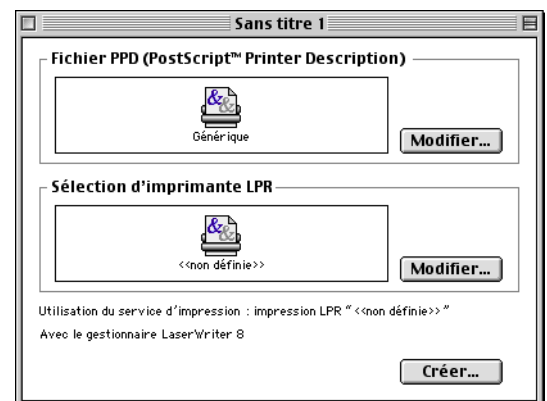 Sans titre 1
Fichier PPD (PostScript™ Printer Description)
&&
Générique
Modifier...
Sélection d'imprimante LPR
&&
<<non définie>>
Modifier...
Utilisation du service d'impression : impression LPR “ <<non définie>> ”
Avec le gestionnaire LaserWriter 8
Créer...